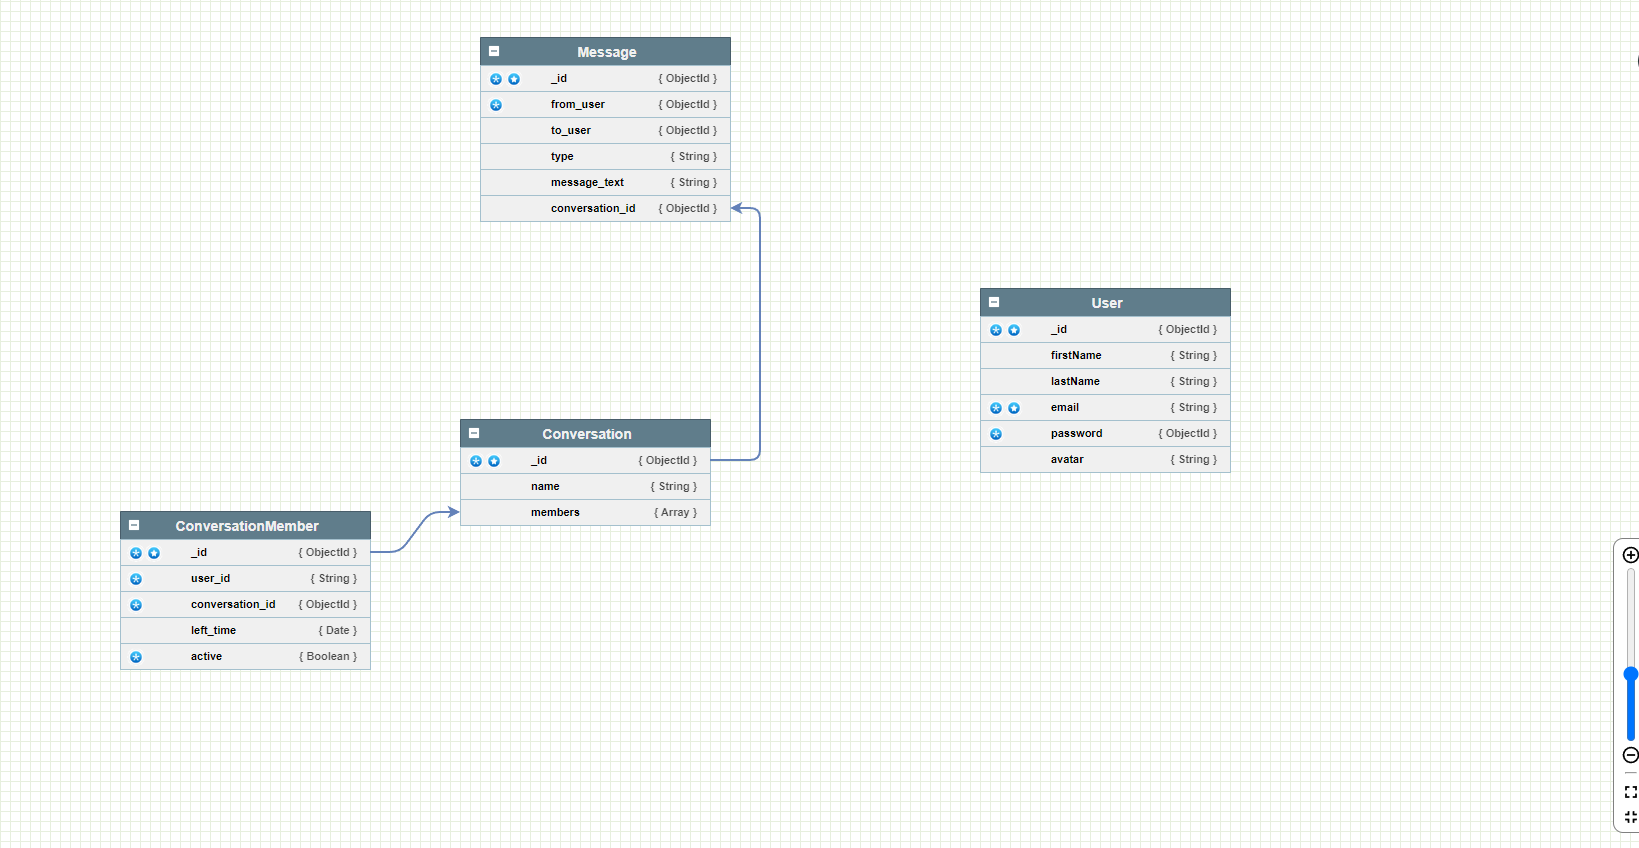 Message
_id { ObjectId }
from_user { ObjectId }
to_user { ObjectId }
type { String }
message_text { String }
conversation_id { ObjectId }
User
_id { ObjectId }
firstName { String }
lastName { String }
email { String }
password { ObjectId }
avatar { String }
Conversation
_id { ObjectId }
name { String }
members { Array }
ConversationMember
_id { ObjectId }
user_id { String }
conversation_id { ObjectId }
left_time { Date }
active { Boolean }